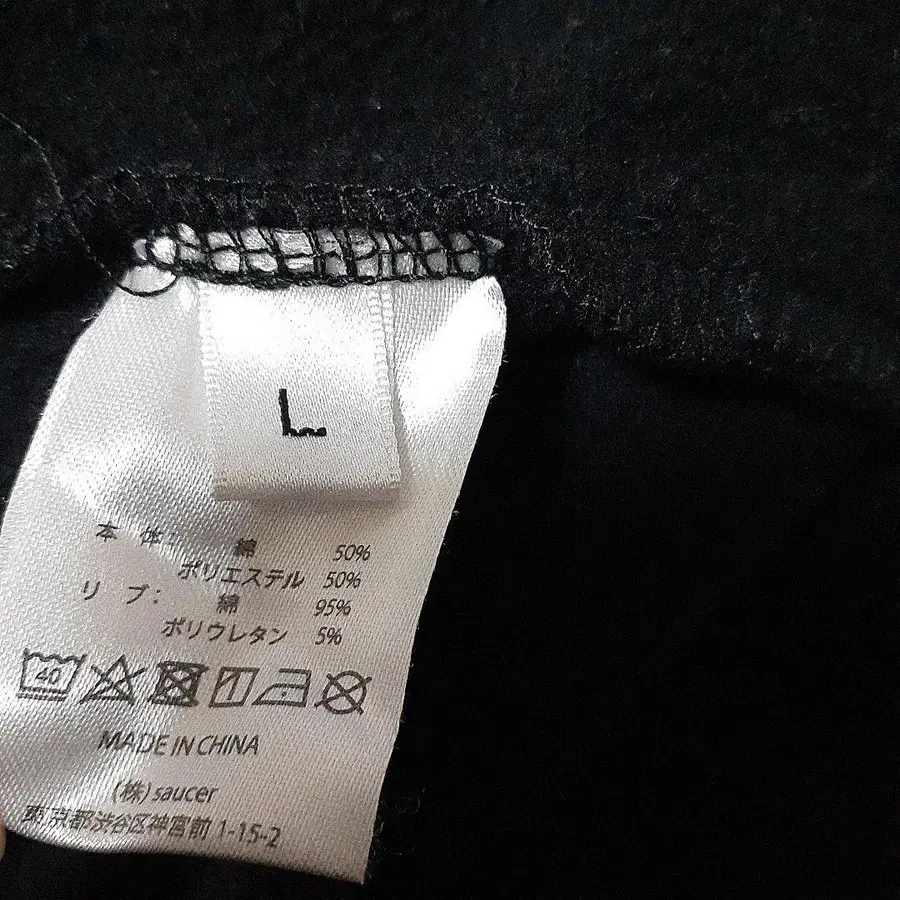 L
本 体: 綿 50%
ポリエステル 50%
リ ブ: 綿 95%
ポリウレタン 5%
40
MADE IN CHINA
(株) saucer
東京都渋谷区神宮前 1-15-2